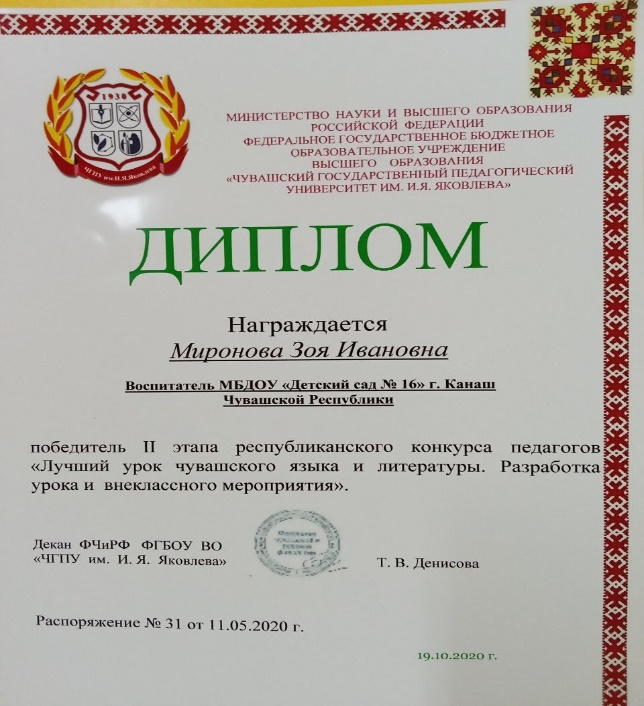 1930
ЧГПУ им.И.Я.Яковлева
МИНИСТЕРСТВО НАУКИ И ВЫСШЕГО ОБРАЗОВАНИЯ
РОССИЙСКОЙ ФЕДЕРАЦИИ
ФЕДЕРАЛЬНОЕ ГОСУДАРСТВЕННОЕ БЮДЖЕТНОЕ
ОБРАЗОВАТЕЛЬНОЕ УЧРЕЖДЕНИЕ
ВЫСШЕГО ОБРАЗОВАНИЯ
«ЧУВАШСКИЙ ГОСУДАРСТВЕННЫЙ ПЕДАГОГИЧЕСКИЙ
УНИВЕРСИТЕТ ИМ. И.Я. ЯКОВЛЕВА»
ДИПЛОМ
Награждается
Миронова Зоя Ивановна
Воспитатель МБДОУ «Детский сад № 16» г. Канаш
Чувашской Республики
победитель II этапа республиканского конкурса педагогов
«Лучший урок чувашского языка и литературы. Разработка
урока и внеклассного мероприятия».
Декан ФЧиРФ ФГБОУ ВО
«ЧГПУ им. И. Я. Яковлева»
Т. В. Денисова
Распоряжение № 31 от 11.05.2020 г.
19.10.2020 г.